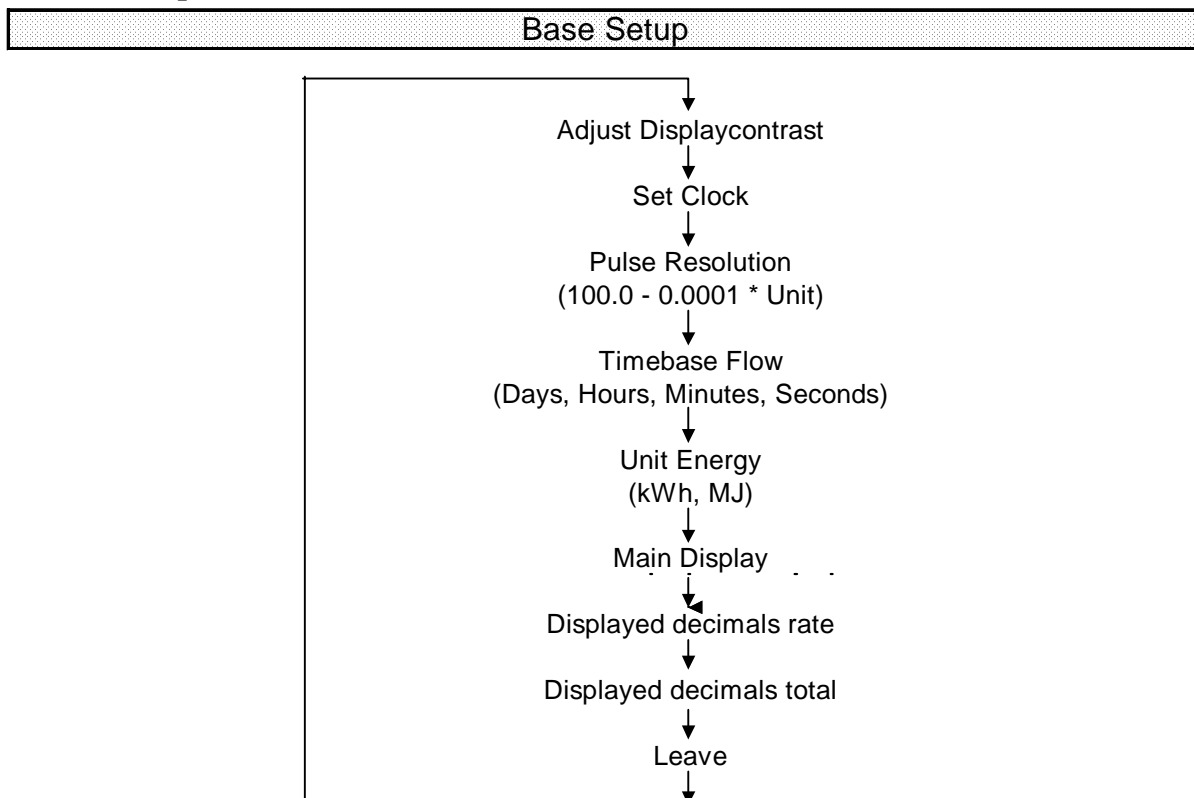 Base Setup
Adjust Displaycontrast
Set Clock
Pulse Resolution
(100.0 - 0.0001 * Unit)
Timebase Flow
(Days, Hours, Minutes, Seconds)
Unit Energy
(kWh, MJ)
Main Display
Displayed decimals rate
Displayed decimals total
Leave